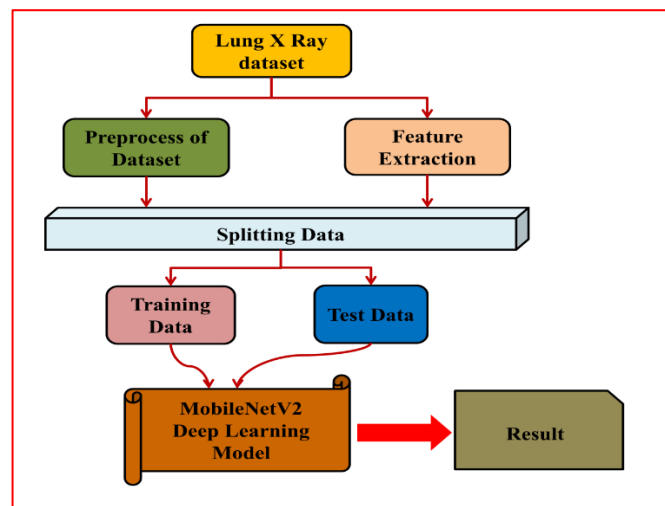 Lung X Ray
dataset
Preprocess of
Dataset
Feature
Extraction
Splitting Data
Training
Data
Test Data
MobileNetV2
Deep Learning
Model
Result